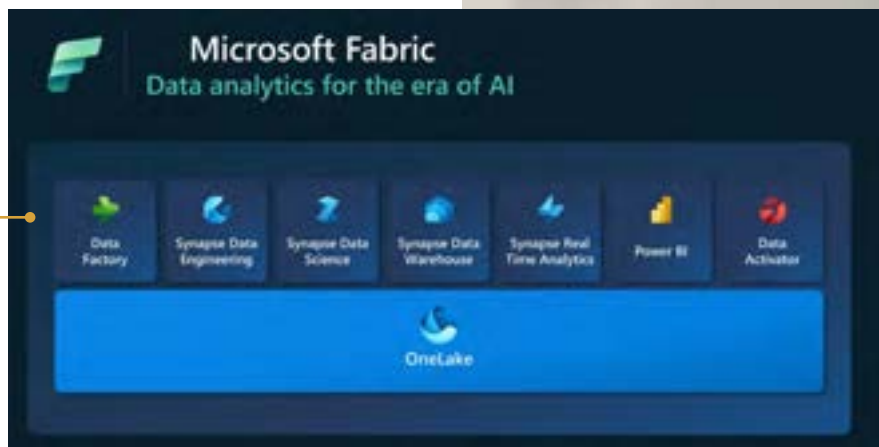 Microsoft Fabric
Data analytics for the era of AI
Data
Factory
Synapse Data
Engineering
Synapse Data
Science
Synapse Data
Warehouse
Synapse Real
Time Analytics
Power BI
Data
Activator
OneLake